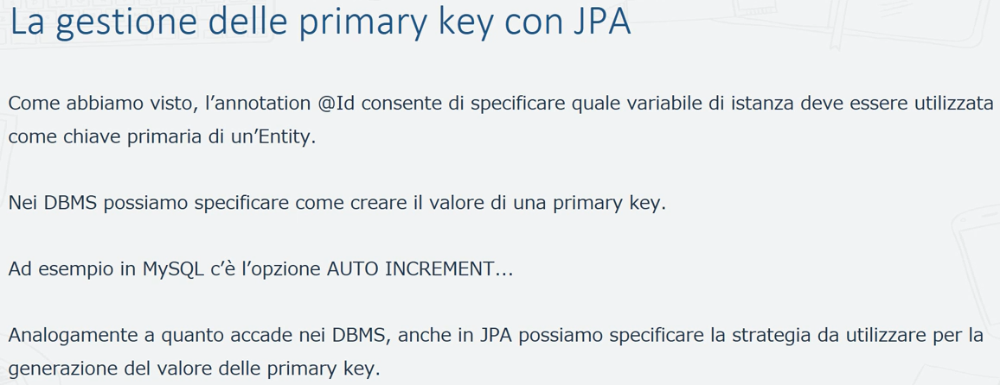 La gestione delle primary key con JPA
Come abbiamo visto, l’annotation @Id consente di specificare quale variabile di istanza deve essere utilizzata
come chiave primaria di un’Entity.
Nei DBMS possiamo specificare come creare il valore di una primary key.
Ad esempio in MySQL c’è l’opzione AUTO INCREMENT…
Analogamente a quanto accade nei DBMS, anche in JPA possiamo specificare la strategia da utilizzare per la
generazione del valore delle primary key.